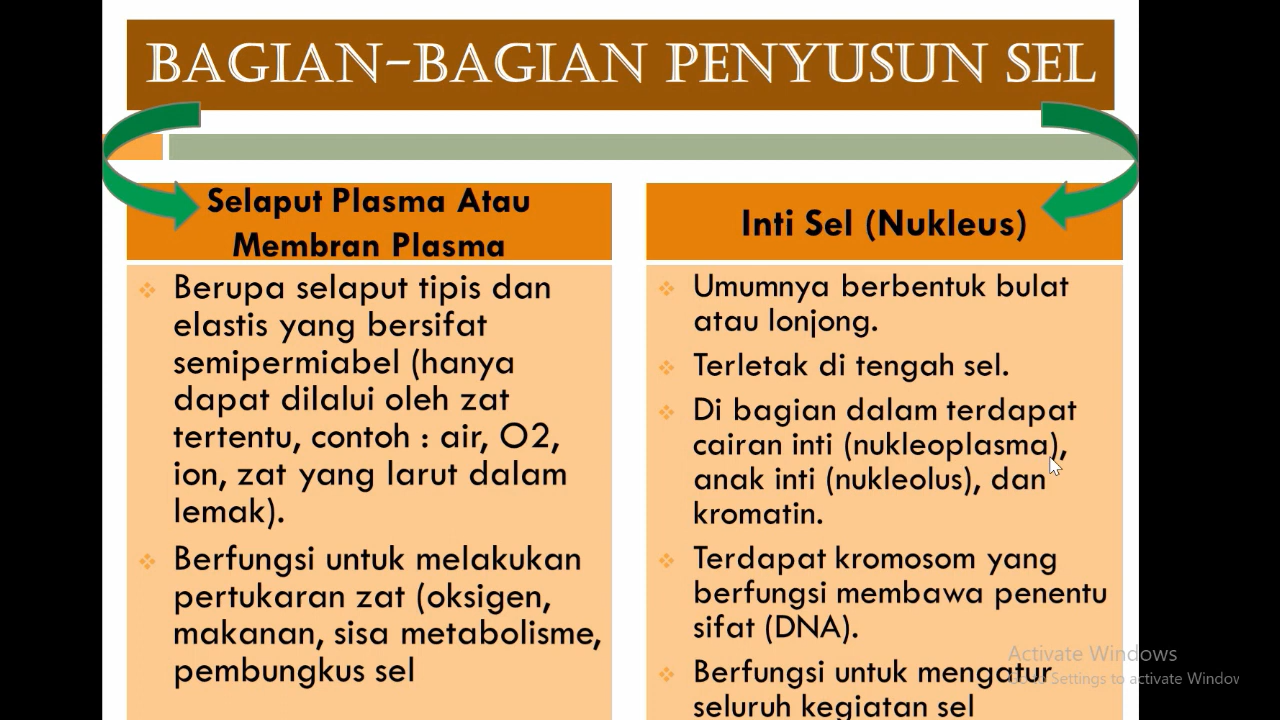 BAGIAN-BAGIAN PENYUSUN SEL
Selaput Plasma Atau
Membran Plasma
Berupa selaput tipis dan
elastis yang bersifat
semipermiabel (hanya
dapat dilalui oleh zat
tertentu, contoh : air, O2,
ion, zat yang larut dalam
lemak).
Berfungsi untuk melakukan
pertukaran zat (oksigen,
makanan, sisa metabolisme,
pembungkus sel
Inti Sel (Nukleus)
Umumnya berbentuk bulat
atau lonjong.
Terletak di tengah sel.
Di bagian dalam terdapat
cairan inti (nukleoplasma),
anak inti (nukleolus), dan
kromatin.
Terdapat kromosom yang
berfungsi membawa penentu
sifat (DNA).
Berfungsi untuk mengatur
seluruh kegiatan sel
Activate Windows
Go to Settings to activate Windov